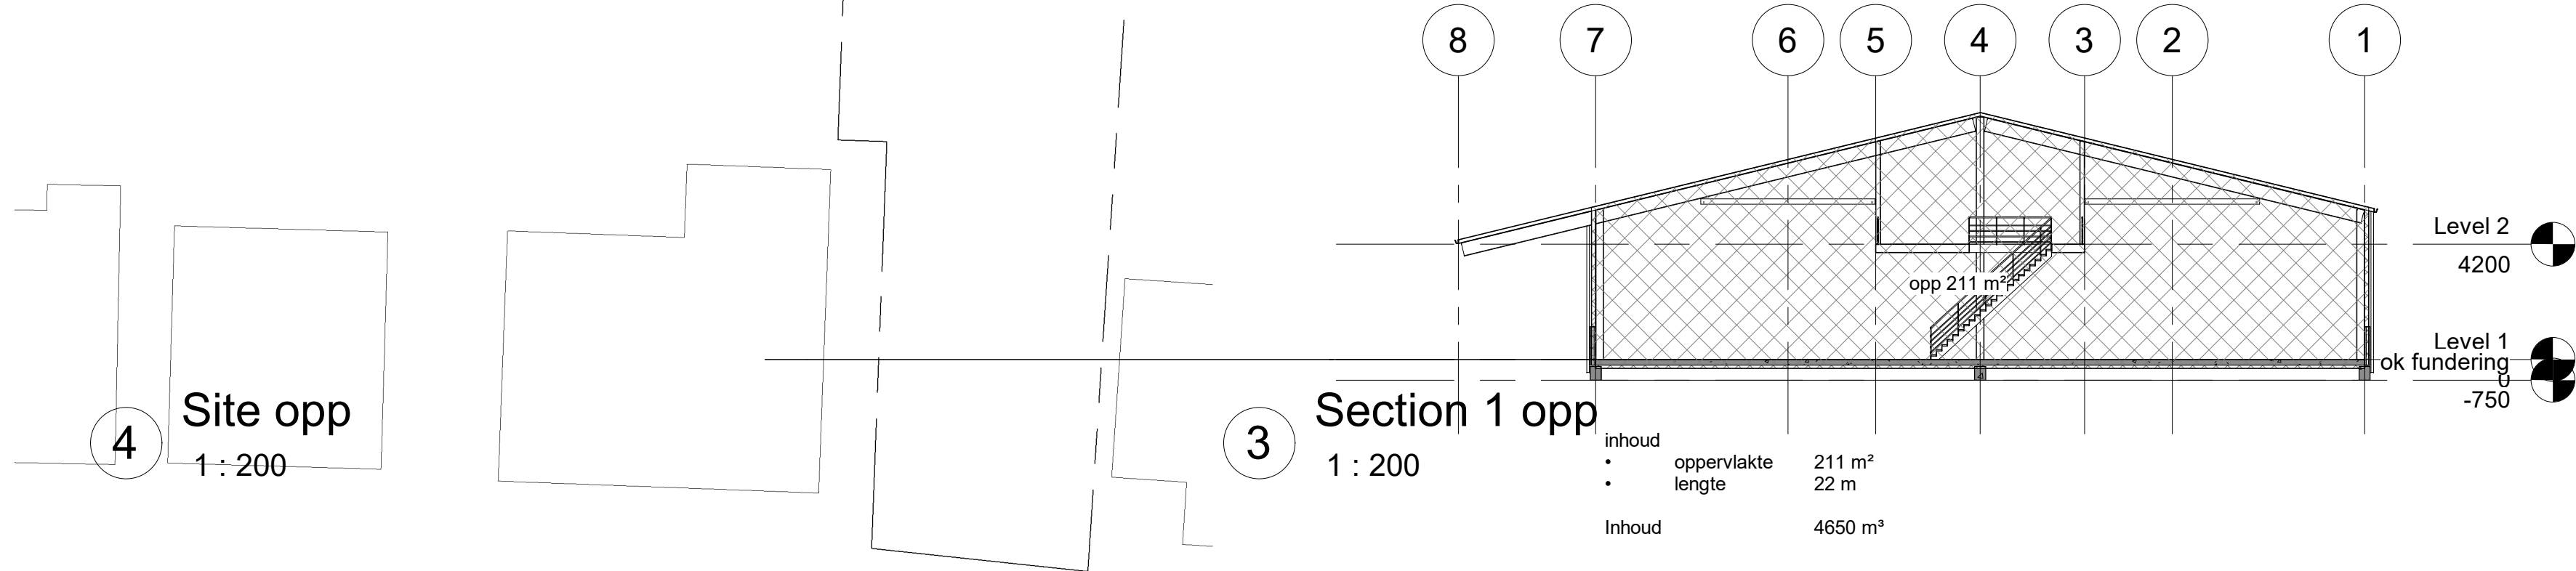 8 7 6 5 4 3 2 1
Level 2
4200
opp 211 m²
Level 1
ok fundering
0
-750
4 Site opp
1 : 200
3 Section 1 opp
1 : 200
inhoud
• oppervlakte 211 m²
• lengte 22 m
Inhoud 4650 m³